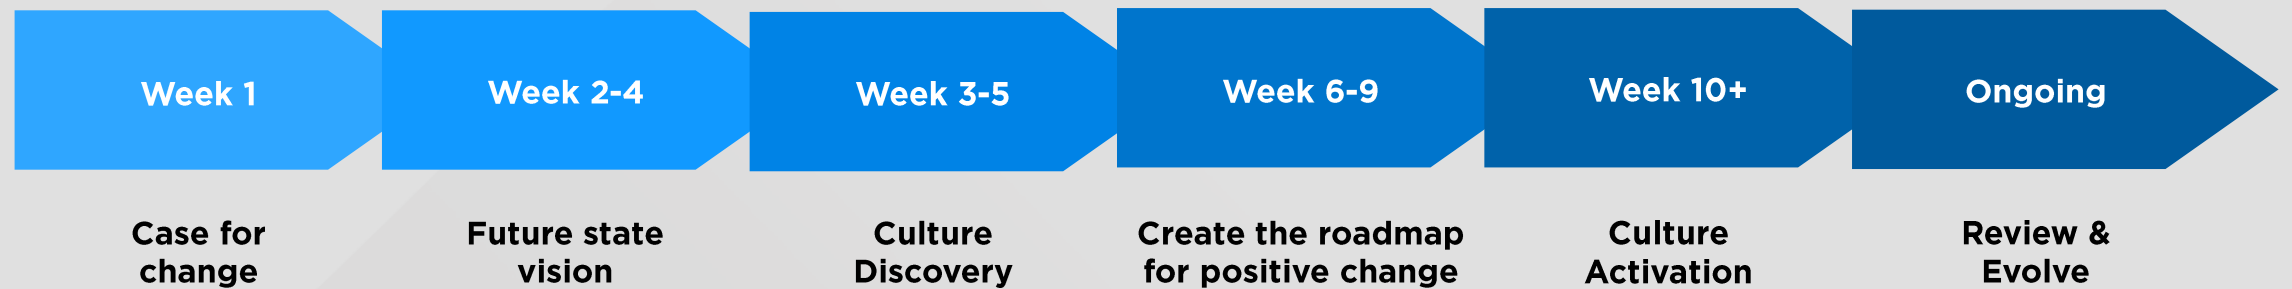 Week 1
Week 2-4
Week 3-5
Week 6-9
Week 10+
Ongoing
Case for
change
Future state
vision
Culture
Discovery
Create the roadmap
for positive change
Culture
Activation
Review &
Evolve